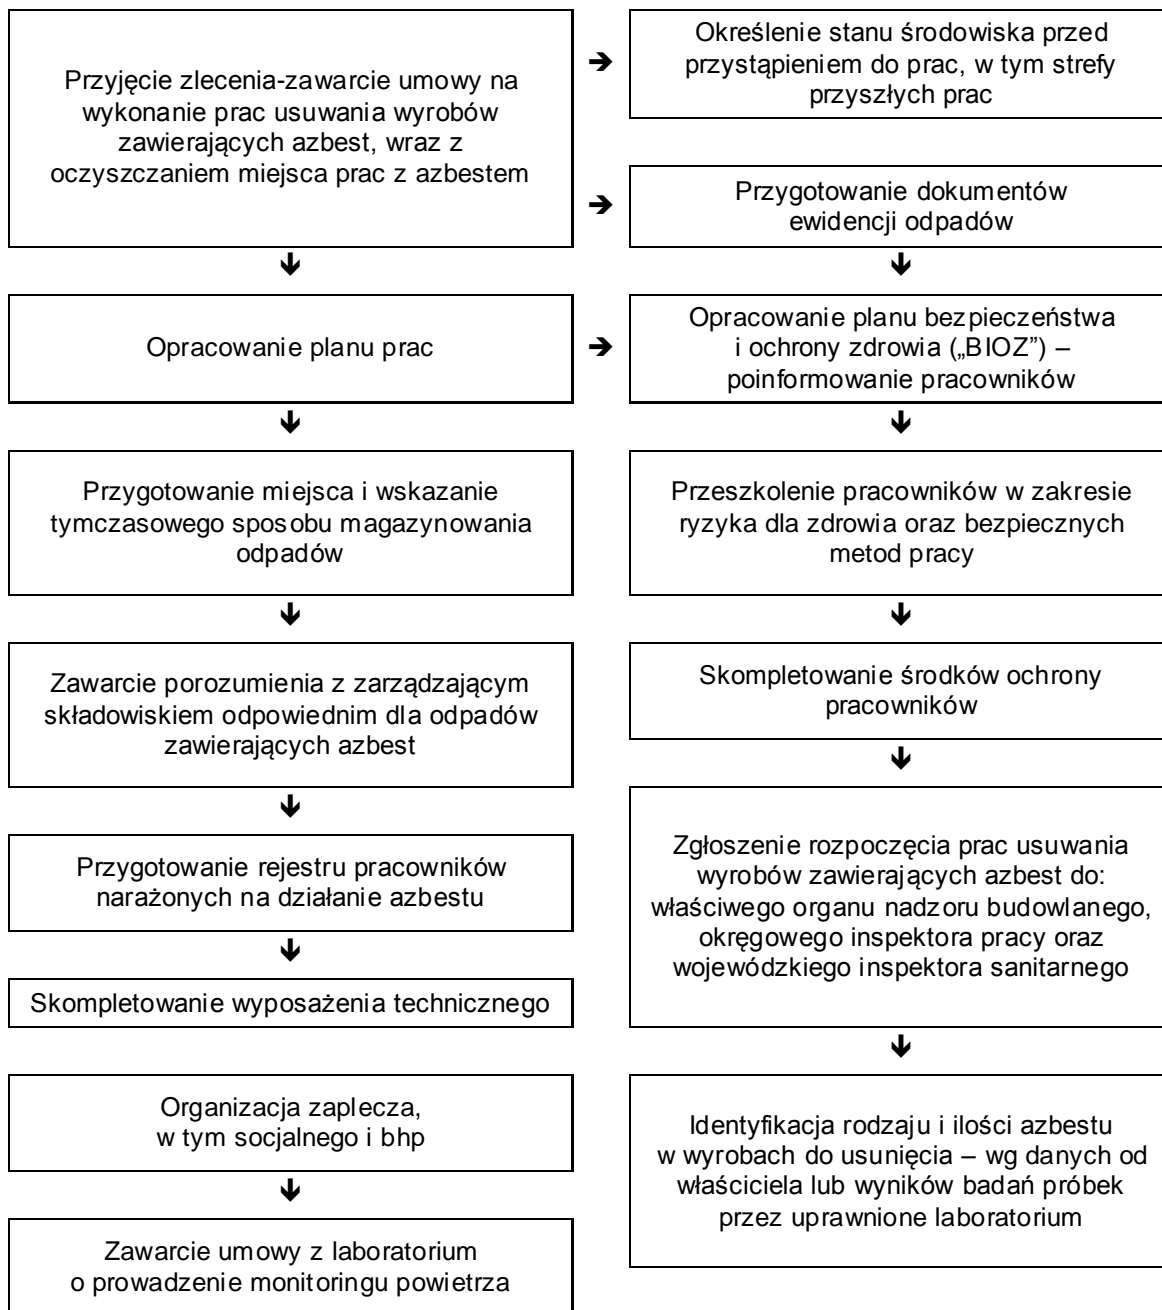 Przyjęcie zlecenia-zawarcie umowy na
wykonanie prac usuwania wyrobów
zawierających azbest, wraz z
oczyszczaniem miejsca prac z azbestem
Określenie stanu środowiska przed
przystąpieniem do prac, w tym strefy
przyszłych prac
Przygotowanie dokumentów
ewidencji odpadów
Opracowanie planu prac
Opracowanie planu bezpieczeństwa
i ochrony zdrowia („BIOZ”) –
poinformowanie pracowników
Przygotowanie miejsca i wskazanie
tymczasowego sposobu magazynowania
odpadów
Przeszkolenie pracowników w zakresie
ryzyka dla zdrowia oraz bezpiecznych
metod pracy
Zawarcie porozumienia z zarządzającym
składowiskiem odpowiednim dla odpadów
zawierających azbest
Skompletowanie środków ochrony
pracowników
Przygotowanie rejestru pracowników
narażonych na działanie azbestu
Skompletowanie wyposażenia technicznego
Zgłoszenie rozpoczęcia prac usuwania
wyrobów zawierających azbest do:
właściwego organu nadzoru budowlanego,
okręgowego inspektora pracy oraz
wojewódzkiego inspektora sanitarnego
Organizacja zaplecza,
w tym socjalnego i bhp
Zawarcie umowy z laboratorium
o prowadzenie monitoringu powietrza
Identyfikacja rodzaju i ilości azbestu
w wyrobach do usunięcia – wg danych od
właściciela lub wyników badań próbek
przez uprawnione laboratorium